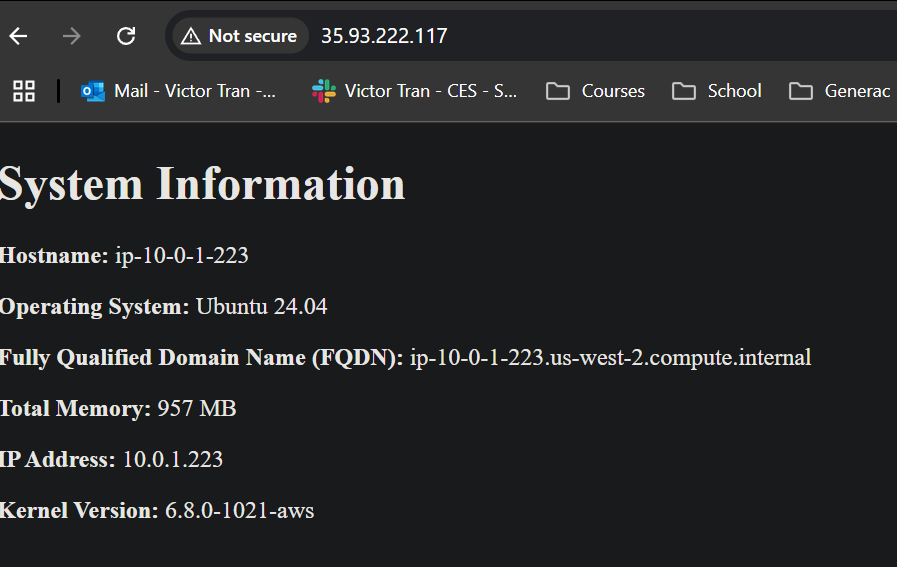 Not secure 35.93.222.117
Mail - Victor Tran -... Victor Tran - CES - S... Courses School Generac
System Information
Hostname: ip-10-0-1-223
Operating System: Ubuntu 24.04
Fully Qualified Domain Name (FQDN): ip-10-0-1-223.us-west-2.compute.internal
Total Memory: 957 MB
IP Address: 10.0.1.223
Kernel Version: 6.8.0-1021-aws